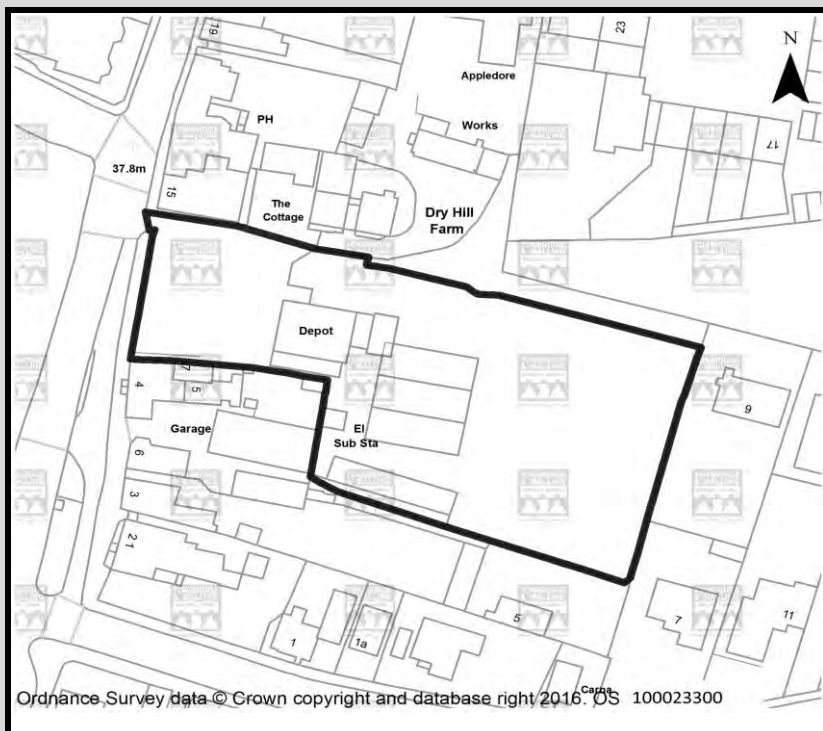 19
23
N
Appledore
PH
Works
17
37.8m
15
The
Cottage
Dry Hill
Farm
Depot
7
4
5
9
Garage
El
Sub Sta
6
3
2
1
5
7
11
1
1a
Carna
Ordnance Survey data © Crown copyright and database right 2016. OS 100023300